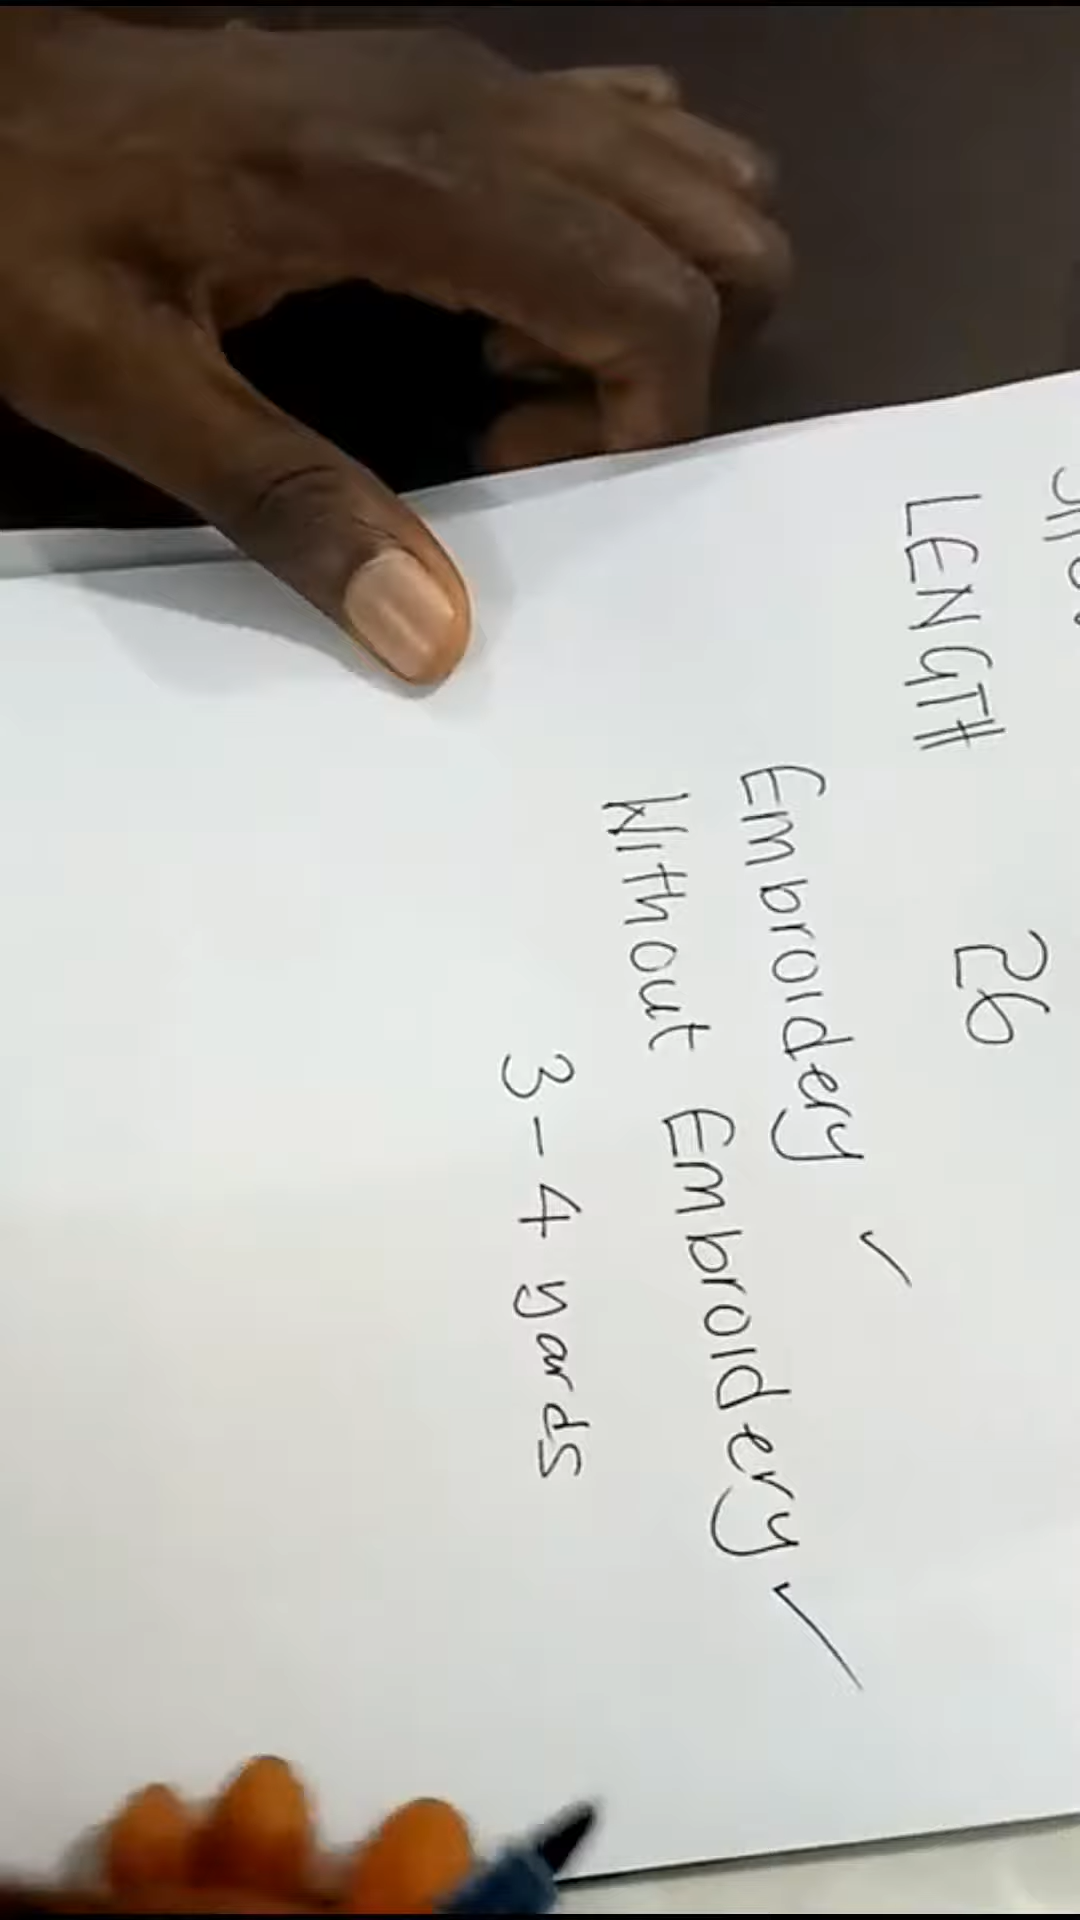 LENGTH 26
Embroidery ✓
Without Embroidery ✓
3 - 4 yards